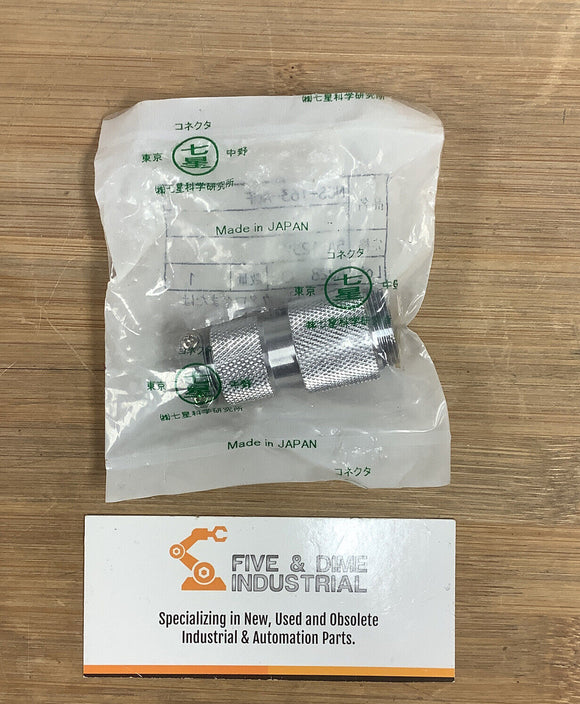 ㈱七星科学研究所
コネクタ
七星
東京 中野
㈱七星科学研究所
NCS-163
Made in JAPAN
コネクタ
1
七星
東京 中
㈱七星科学研究所
七星
東京 中野
㈱七星科学研究所
Made in JAPAN
コネクタ
FIVE & DIME
INDUSTRIAL
Specializing in New, Used and Obsolete
Industrial & Automation Parts.